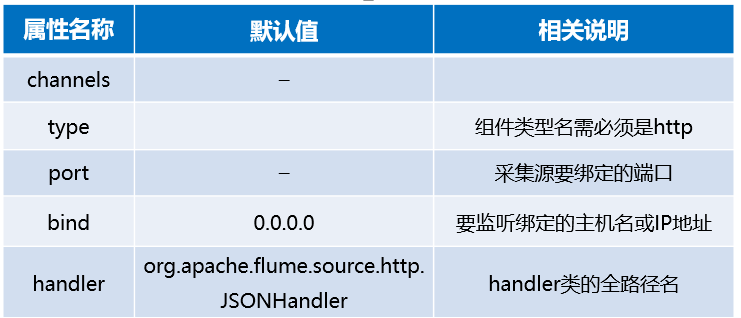 属性名称 默认值 相关说明
channels –
type 组件类型名需必须是http
port – 采集源要绑定的端口
bind 0.0.0.0 要监听绑定的主机名或IP地址
handler org.apache.flume.source.http.
JSONHandler handler类的全路径名